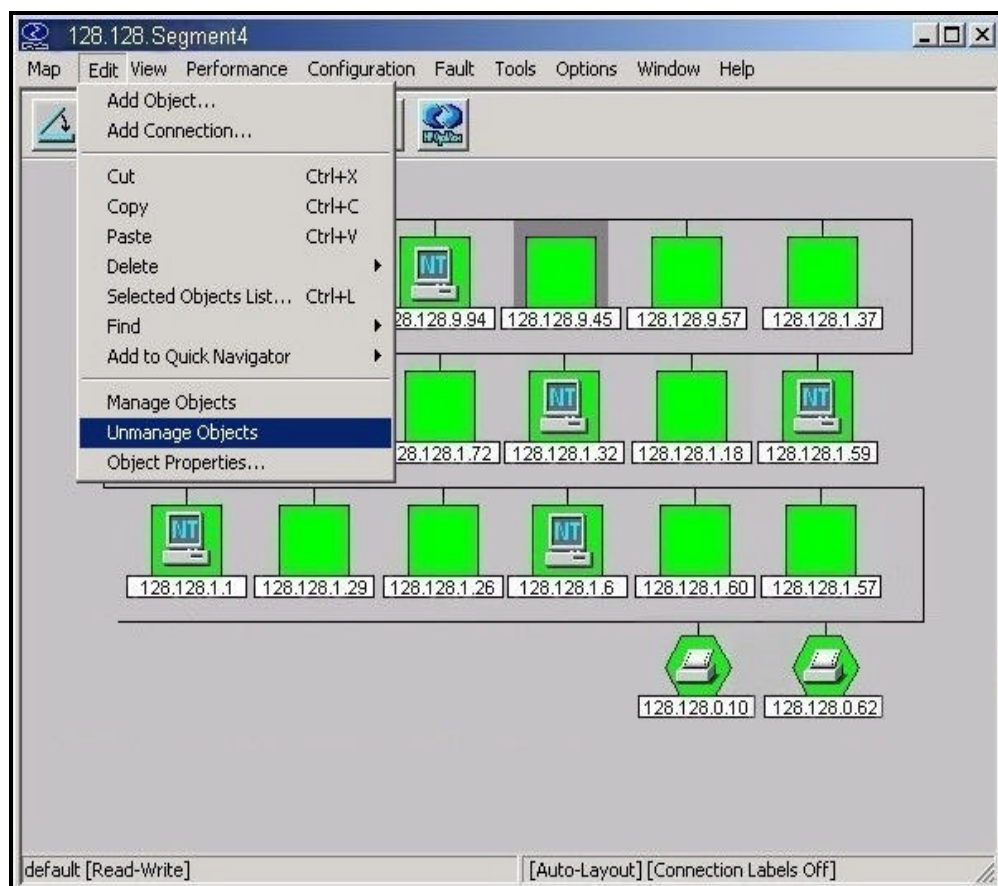 128.128.Segment4
Map Edit View Performance Configuration Fault Tools Options Window Help
Add Object...
Add Connection...
Cut Ctrl+X
Copy Ctrl+C
Paste Ctrl+V
Delete
Selected Objects List... Ctrl+L
Find
Add to Quick Navigator
Manage Objects
Unmanage Objects
Object Properties...
NT
28.128.9.94 128.128.9.45 128.128.9.57 128.128.1.37
NT NT
28.128.1.72 128.128.1.32 128.128.1.18 128.128.1.59
NT NT
128.128.1.1 128.128.1.29 128.128.1.26 128.128.1.6 128.128.1.60 128.128.1.57
128.128.0.10 128.128.0.62
default [Read-Write] [Auto-Layout] [Connection Labels Off]